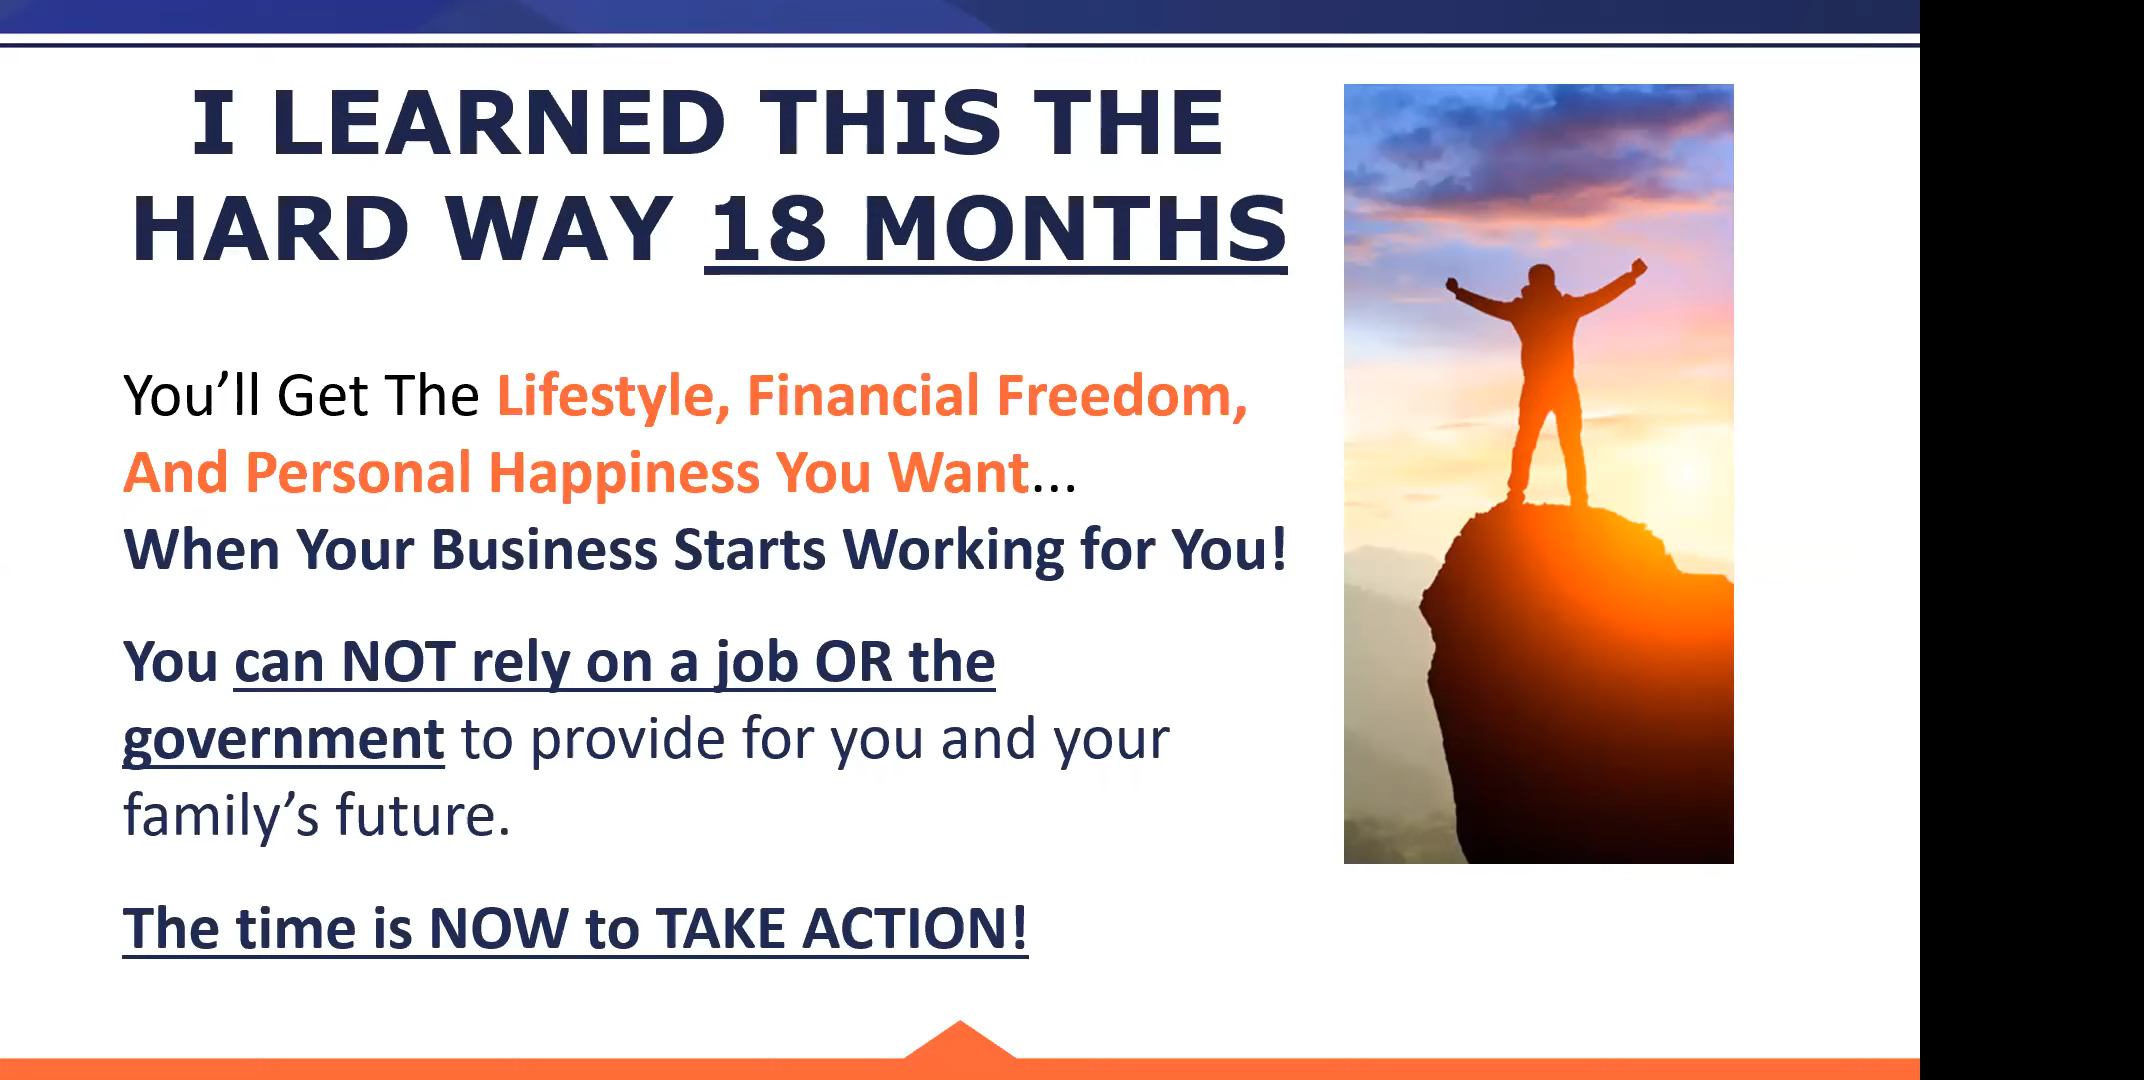 I LEARNED THIS THE
HARD WAY 18 MONTHS
You’ll Get The Lifestyle, Financial Freedom,
And Personal Happiness You Want...
When Your Business Starts Working for You!
You can NOT rely on a job OR the
government to provide for you and your
family’s future.
The time is NOW to TAKE ACTION!